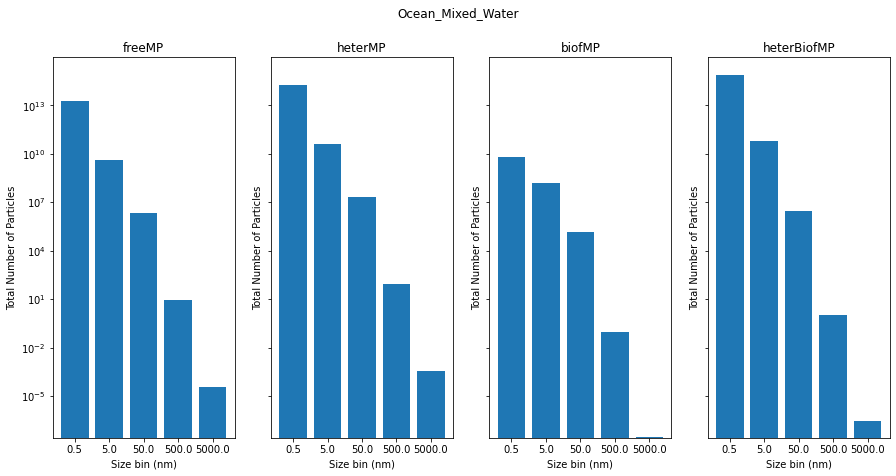 Ocean_Mixed_Water
freeMP
heterMP
biofMP
heterBiofMP
Total Number of Particles
10^13
10^10
10^7
10^4
10^1
10^-2
10^-5
0.5 5.0 50.0 500.0 5000.0
Size bin (nm)
Total Number of Particles
0.5 5.0 50.0 500.0 5000.0
Size bin (nm)
Total Number of Particles
0.5 5.0 50.0 500.0 5000.0
Size bin (nm)
Total Number of Particles
0.5 5.0 50.0 500.0 5000.0
Size bin (nm)